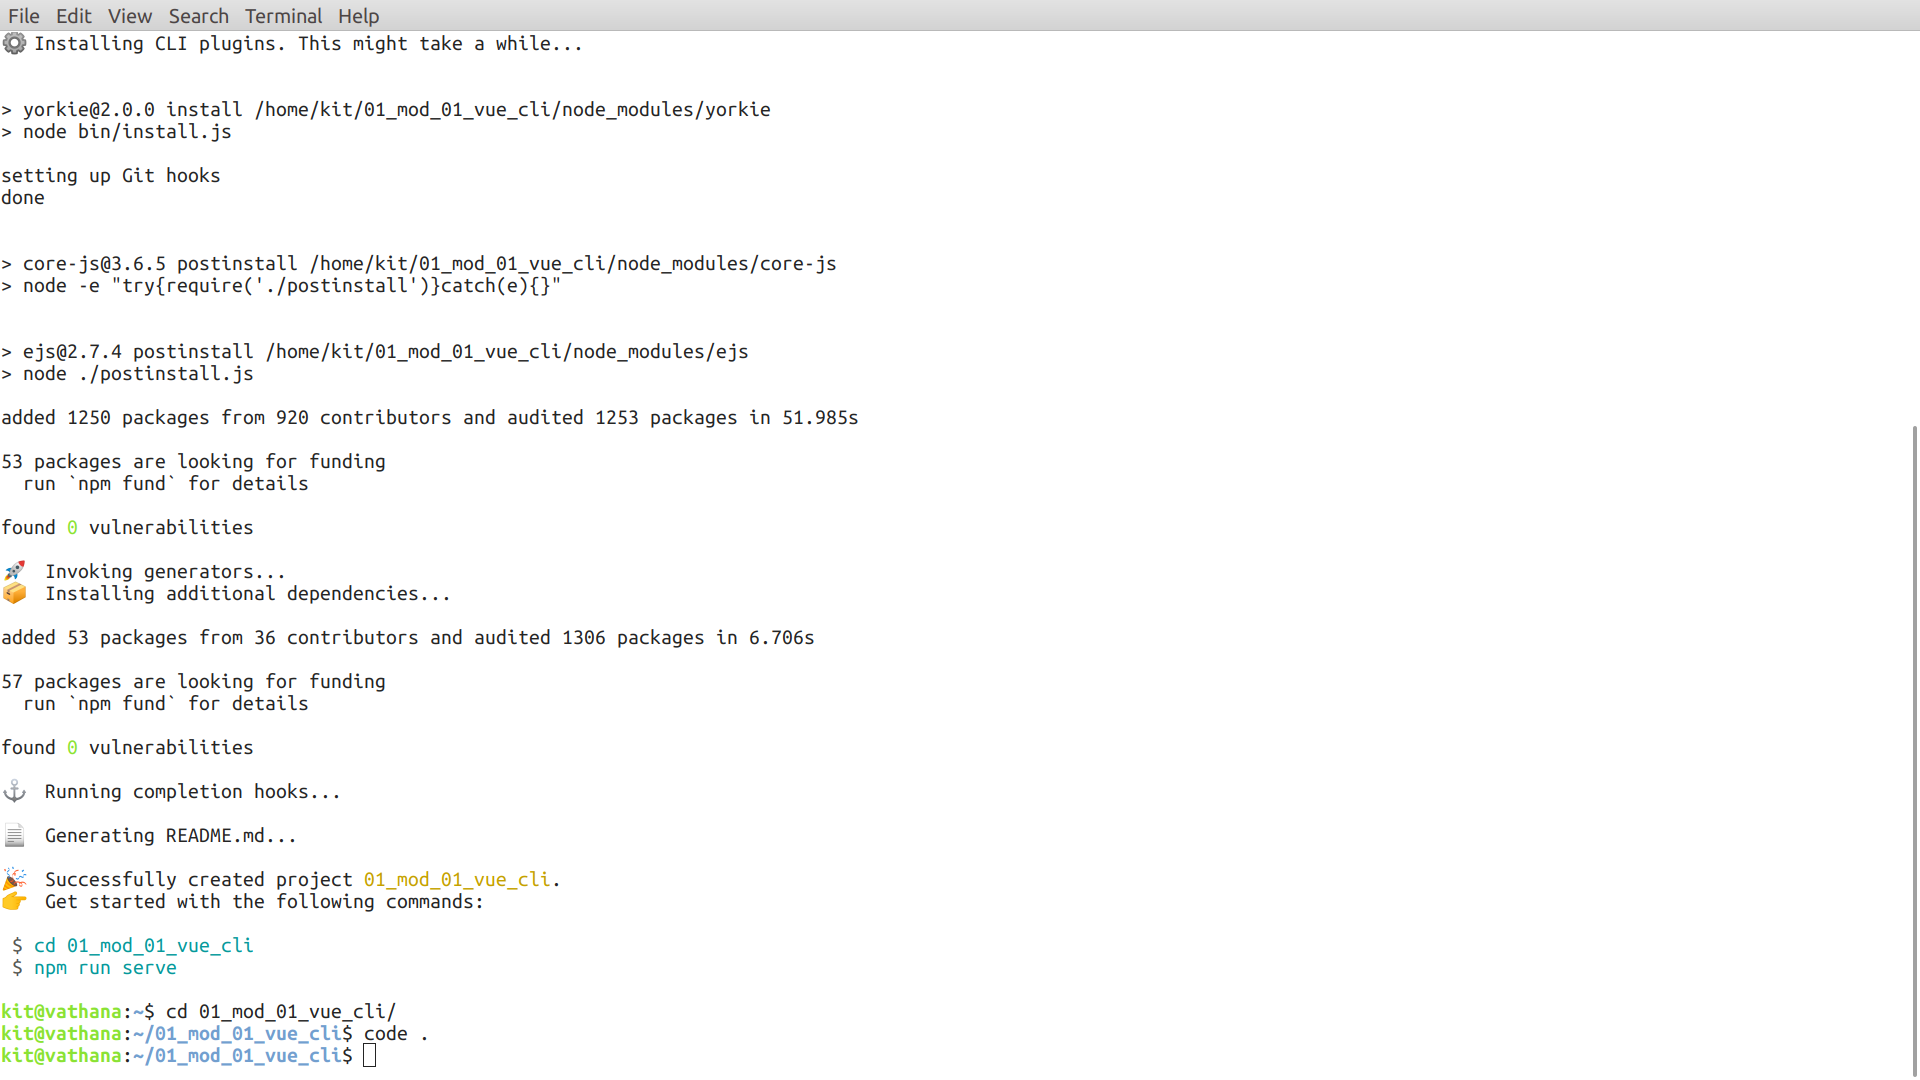 File Edit View Search Terminal Help
Installing CLI plugins. This might take a while...
> yorkie@2.0.0 install /home/kit/01_mod_01_vue_cli/node_modules/yorkie
> node bin/install.js
setting up Git hooks
done
> core-js@3.6.5 postinstall /home/kit/01_mod_01_vue_cli/node_modules/core-js
> node -e "try{require('./postinstall')}catch(e){}"
> ejs@2.7.4 postinstall /home/kit/01_mod_01_vue_cli/node_modules/ejs
> node ./postinstall.js
added 1250 packages from 920 contributors and audited 1253 packages in 51.985s
53 packages are looking for funding
  run `npm fund` for details
found 0 vulnerabilities
🚀 Invoking generators...
📦 Installing additional dependencies...
added 53 packages from 36 contributors and audited 1306 packages in 6.706s
57 packages are looking for funding
  run `npm fund` for details
found 0 vulnerabilities
⚓ Running completion hooks...
📄 Generating README.md...
🎉 Successfully created project 01_mod_01_vue_cli.
👉 Get started with the following commands:
$ cd 01_mod_01_vue_cli
$ npm run serve
kit@vathana:~$ cd 01_mod_01_vue_cli/
kit@vathana:~/01_mod_01_vue_cli$ code .
kit@vathana:~/01_mod_01_vue_cli$